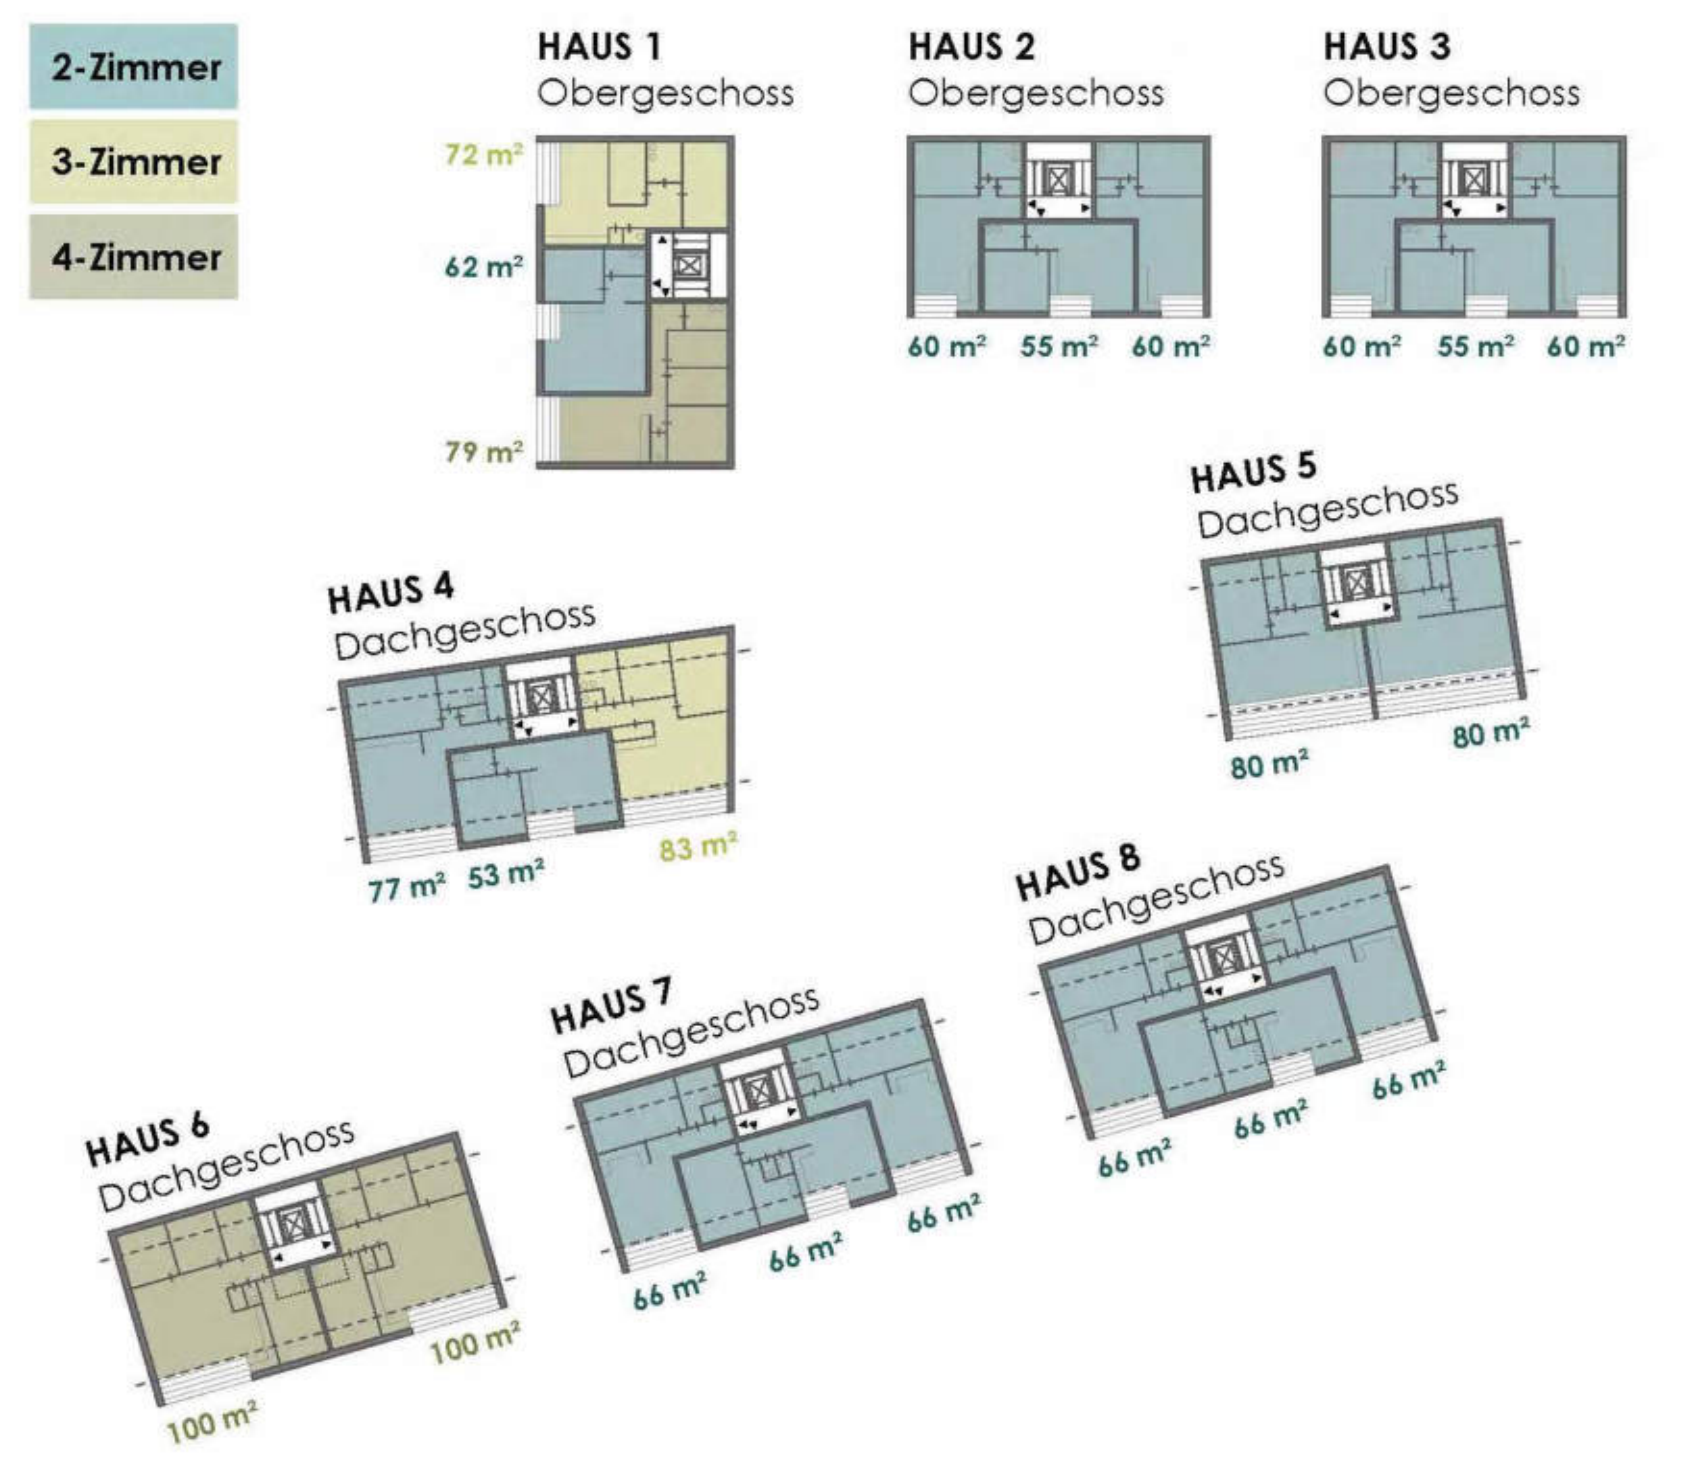 2-Zimmer
3-Zimmer
4-Zimmer
HAUS 1
Obergeschoss
72 m²
62 m²
79 m²
HAUS 2
Obergeschoss
60 m² 55 m² 60 m²
HAUS 3
Obergeschoss
60 m² 55 m² 60 m²
HAUS 4
Dachgeschoss
77 m² 53 m² 83 m²
HAUS 5
Dachgeschoss
80 m² 80 m²
HAUS 6
Dachgeschoss
100 m² 100 m²
HAUS 7
Dachgeschoss
66 m² 66 m² 66 m²
HAUS 8
Dachgeschoss
66 m² 66 m² 66 m²